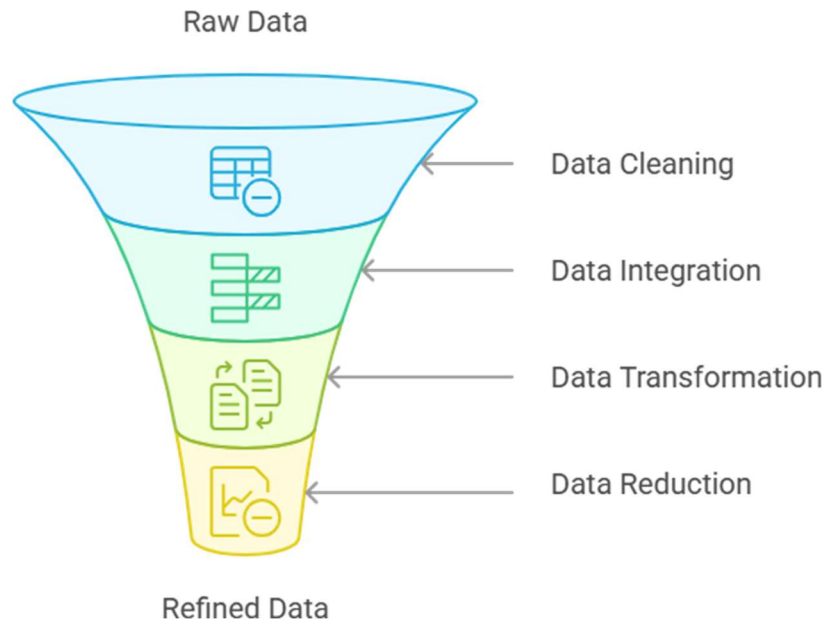 Raw Data
Data Cleaning
Data Integration
Data Transformation
Data Reduction
Refined Data